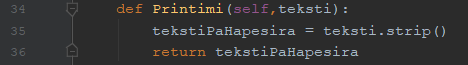 34 def Printimi(self,teksti):
35 tekstiPaHapesira = teksti.strip()
36 return tekstiPaHapesira